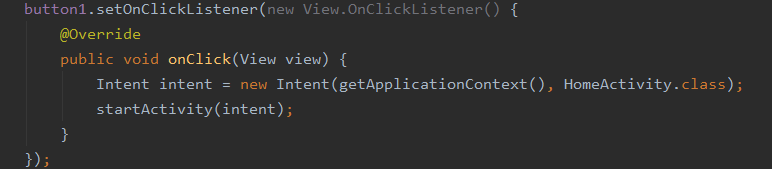 button1.setOnClickListener(new View.OnClickListener() {
@Override
public void onClick(View view) {
Intent intent = new Intent(getApplicationContext(), HomeActivity.class);
startActivity(intent);
}
});